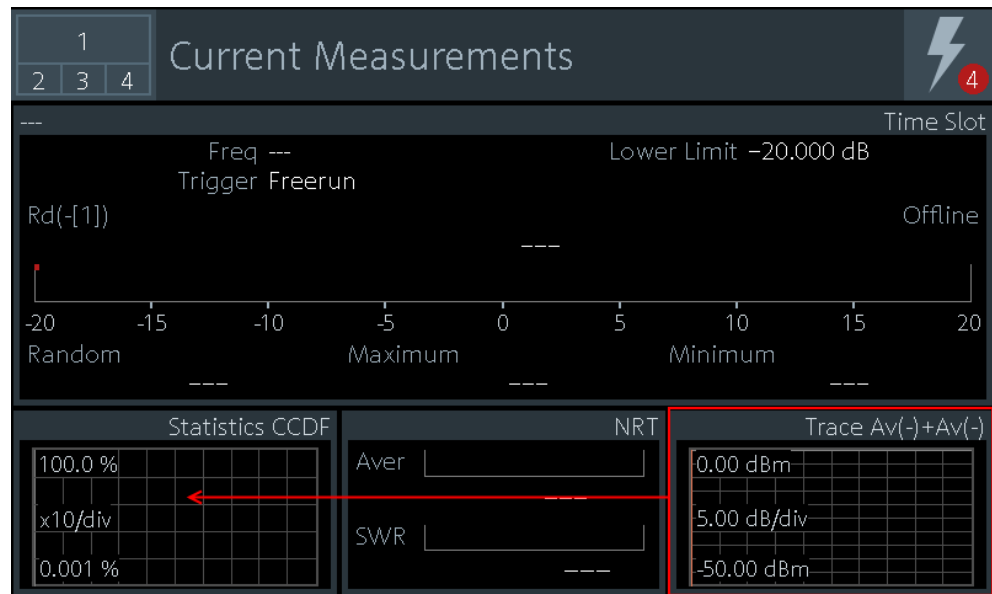 1
2 3 4
Current Measurements
4
---
Time Slot
Freq ---
Lower Limit -20.000 dB
Trigger Freerun
Rd(-[1])
Offline
---
-20 -15 -10 -5 0 5 10 15 20
Random Maximum Minimum
--- --- ---
Statistics CCDF
100.0 %
x10/div
0.001 %
NRT
Aver
---
SWR
---
Trace Av(-)+Av(-)
0.00 dBm
5.00 dB/div
-50.00 dBm